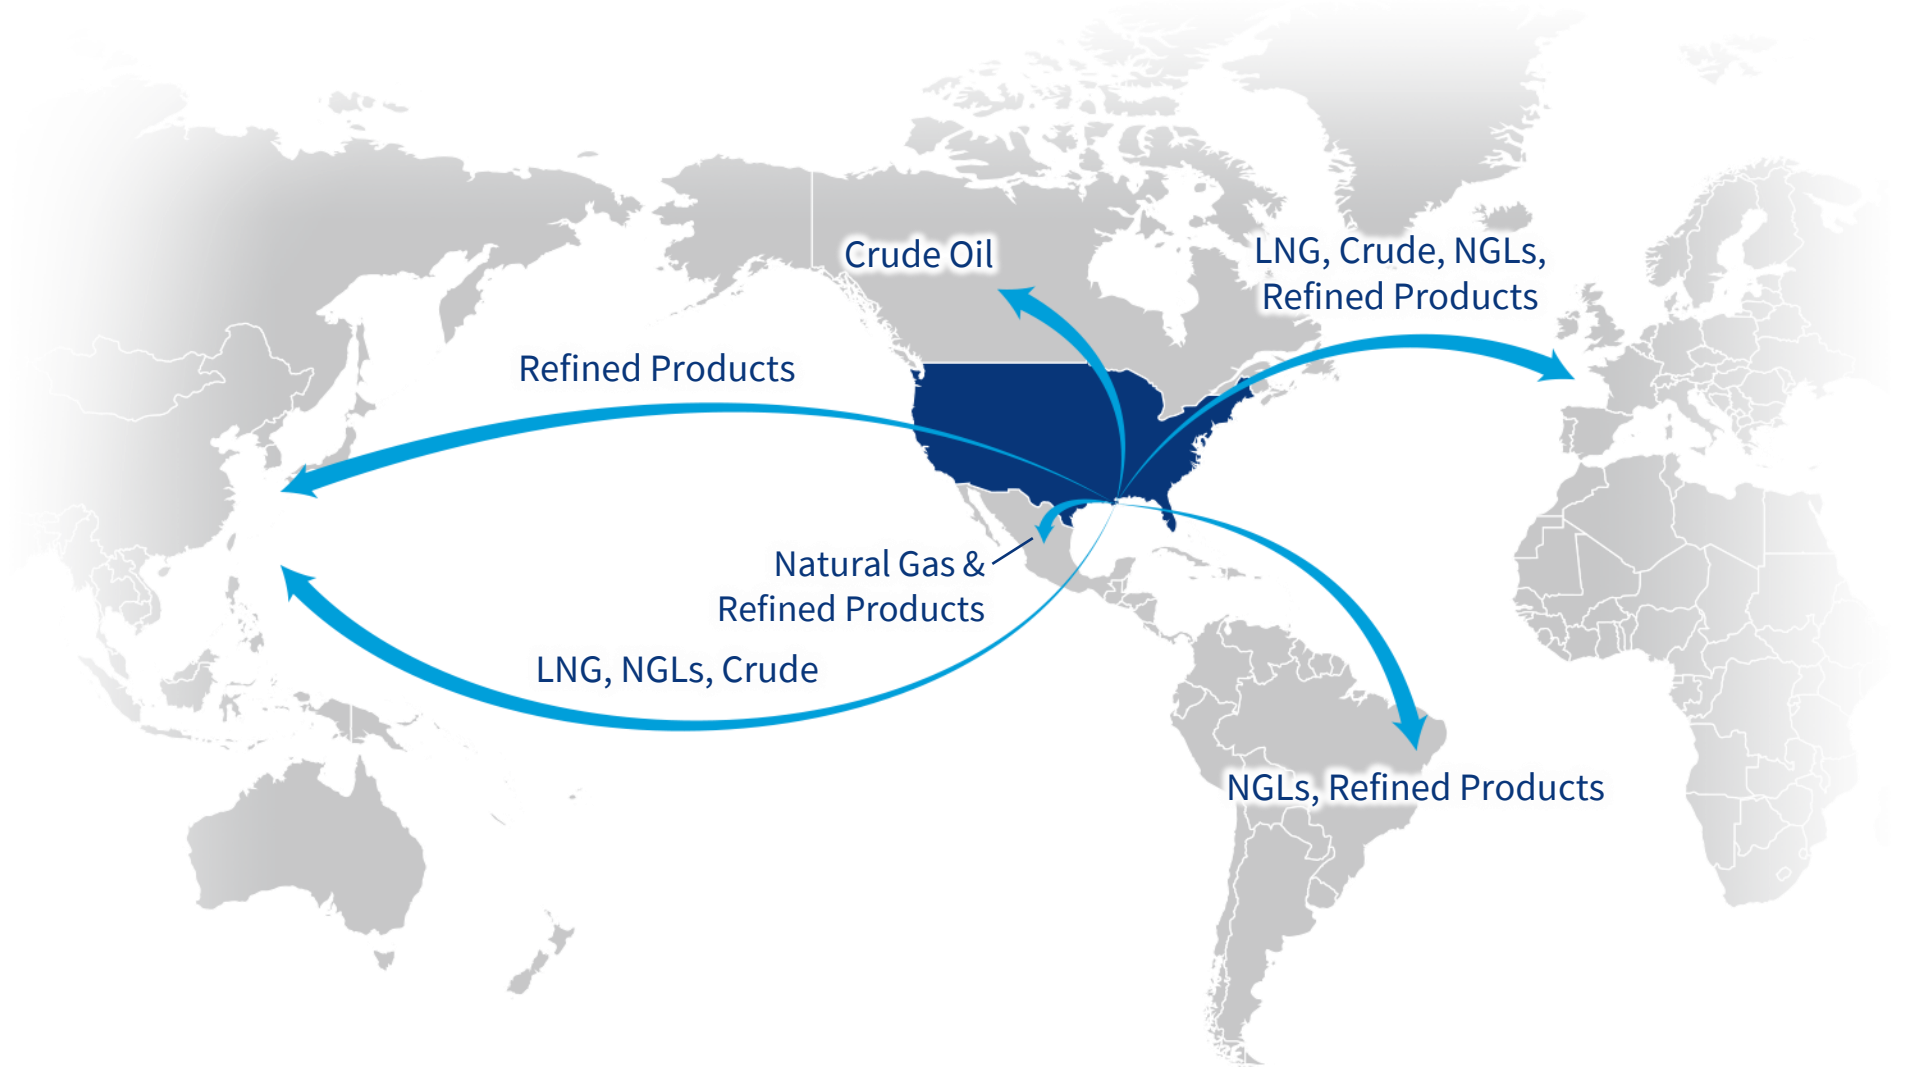 Crude Oil
LNG, Crude, NGLs,
Refined Products
Refined Products
Natural Gas &
Refined Products
LNG, NGLs, Crude
NGLs, Refined Products